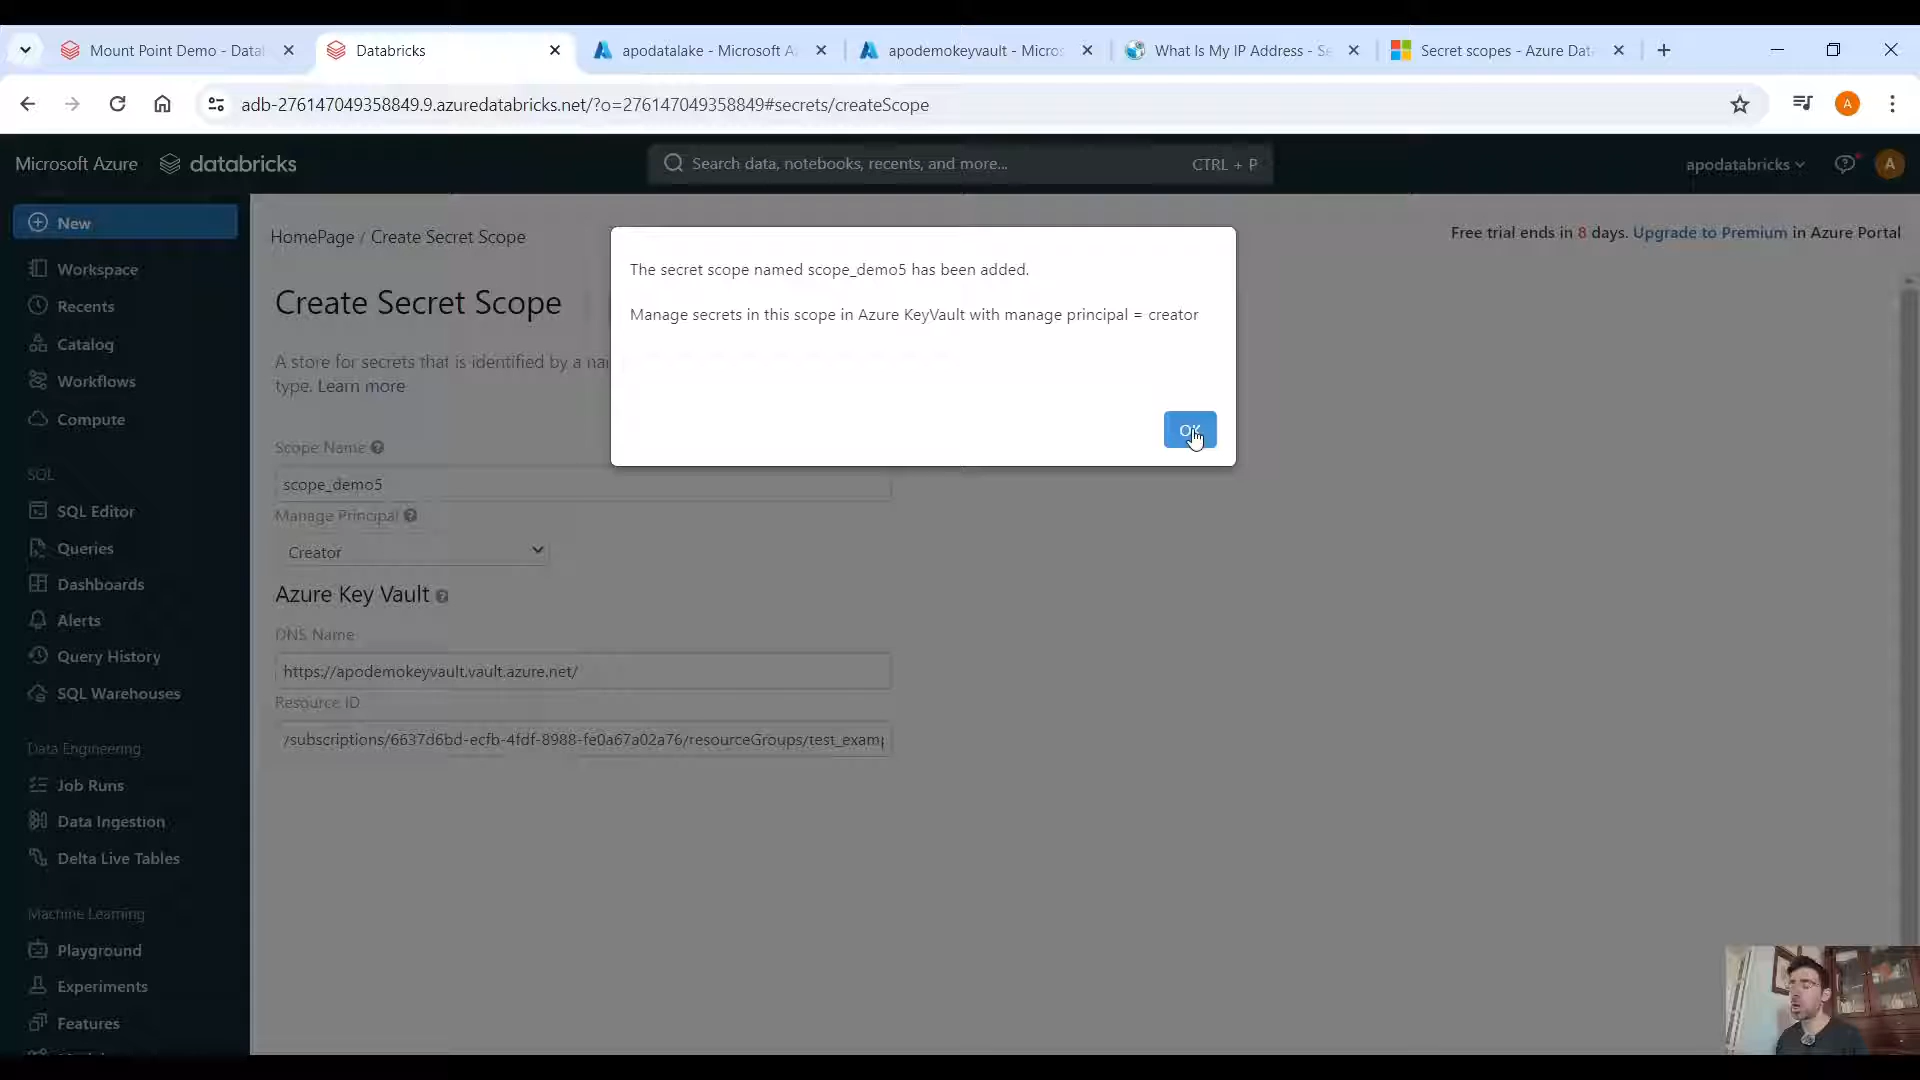 Mount Point Demo - Datal
Databricks
apodatalake - Microsoft A
apodemokeyvault - Micros
What Is My IP Address - Se
Secret scopes - Azure Dat
adb-276147049358849.9.azuredatabricks.net/?o=276147049358849#secrets/createScope
A
Microsoft Azure
databricks
Search data, notebooks, recents, and more...
CTRL + P
apodatabricks
A
New
Workspace
Recents
Catalog
Workflows
Compute
SQL
SQL Editor
Queries
Dashboards
Alerts
Query History
SQL Warehouses
Data Engineering
Job Runs
Data Ingestion
Delta Live Tables
Machine Learning
Playground
Experiments
Features
HomePage / Create Secret Scope
Free trial ends in 8 days. Upgrade to Premium in Azure Portal
Create Secret Scope
A store for secrets that is identified by a na
type. Learn more
The secret scope named scope_demo5 has been added.
Manage secrets in this scope in Azure KeyVault with manage principal = creator
OK
Scope Name
scope_demo5
Manage Principal
Creator
Azure Key Vault
DNS Name
https://apodemokeyvault.vault.azure.net/
Resource ID
/subscriptions/6637d6bd-ecfb-4fdf-8988-fe0a67a02a76/resourceGroups/test_examp